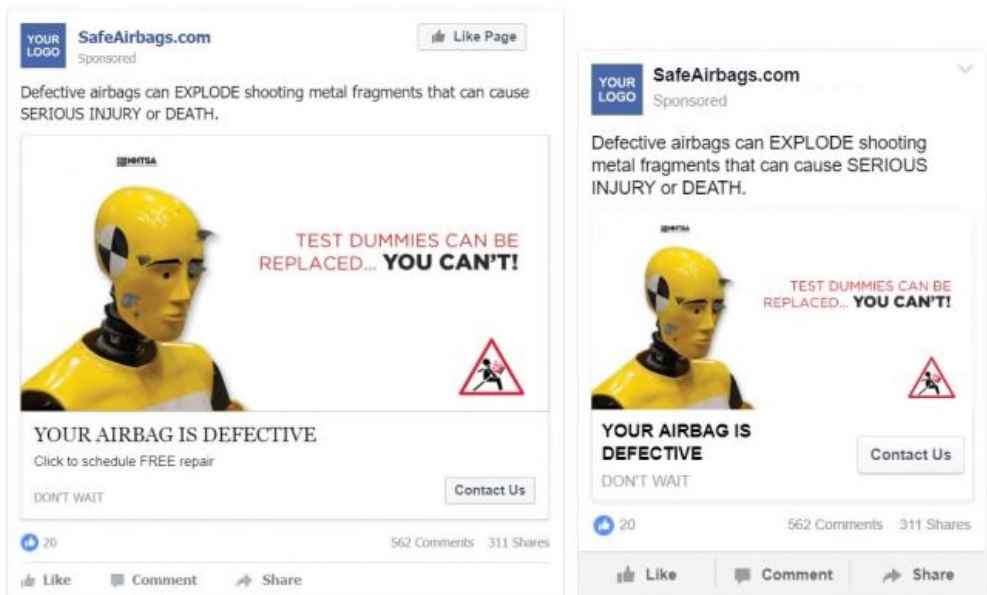 YOUR
LOGO
SafeAirbags.com
Sponsored
Like Page
Defective airbags can EXPLODE shooting metal fragments that can cause
SERIOUS INJURY or DEATH.
NHTSA
TEST DUMMIES CAN BE
REPLACED... YOU CAN'T!
YOUR AIRBAG IS DEFECTIVE
Click to schedule FREE repair
DON'T WAIT
Contact Us
20
562 Comments 311 Shares
Like Comment Share
YOUR
LOGO
SafeAirbags.com
Sponsored
Defective airbags can EXPLODE shooting
metal fragments that can cause SERIOUS
INJURY or DEATH.
NHTSA
TEST DUMMIES CAN BE
REPLACED... YOU CAN'T!
YOUR AIRBAG IS
DEFECTIVE
DON'T WAIT
Contact Us
20
562 Comments 311 Shares
Like Comment Share